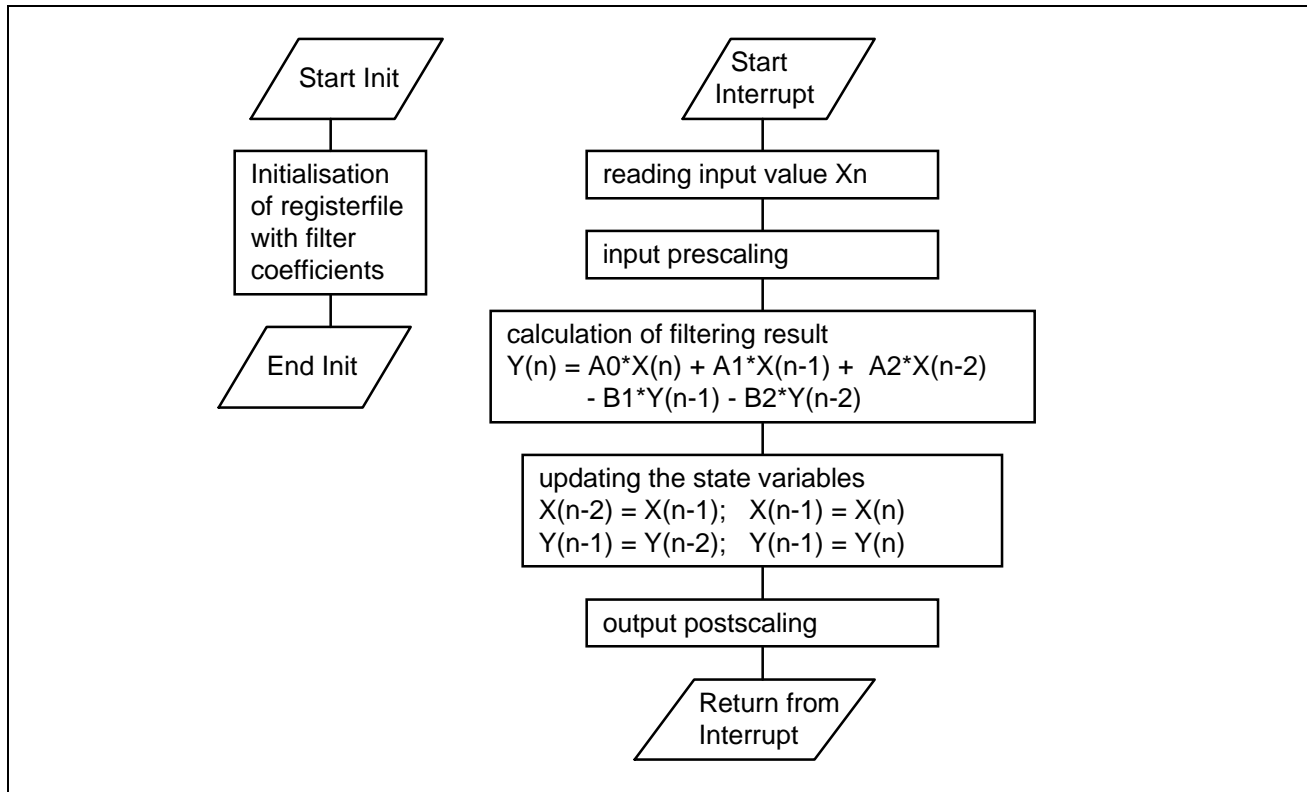 Start Init
Initialisation
of registerfile
with filter
coefficients
End Init
Start
Interrupt
reading input value Xn
input prescaling
calculation of filtering result
Y(n) = A0*X(n) + A1*X(n-1) + A2*X(n-2)
- B1*Y(n-1) - B2*Y(n-2)
updating the state variables
X(n-2) = X(n-1); X(n-1) = X(n)
Y(n-1) = Y(n-2); Y(n-1) = Y(n)
output postscaling
Return from
Interrupt